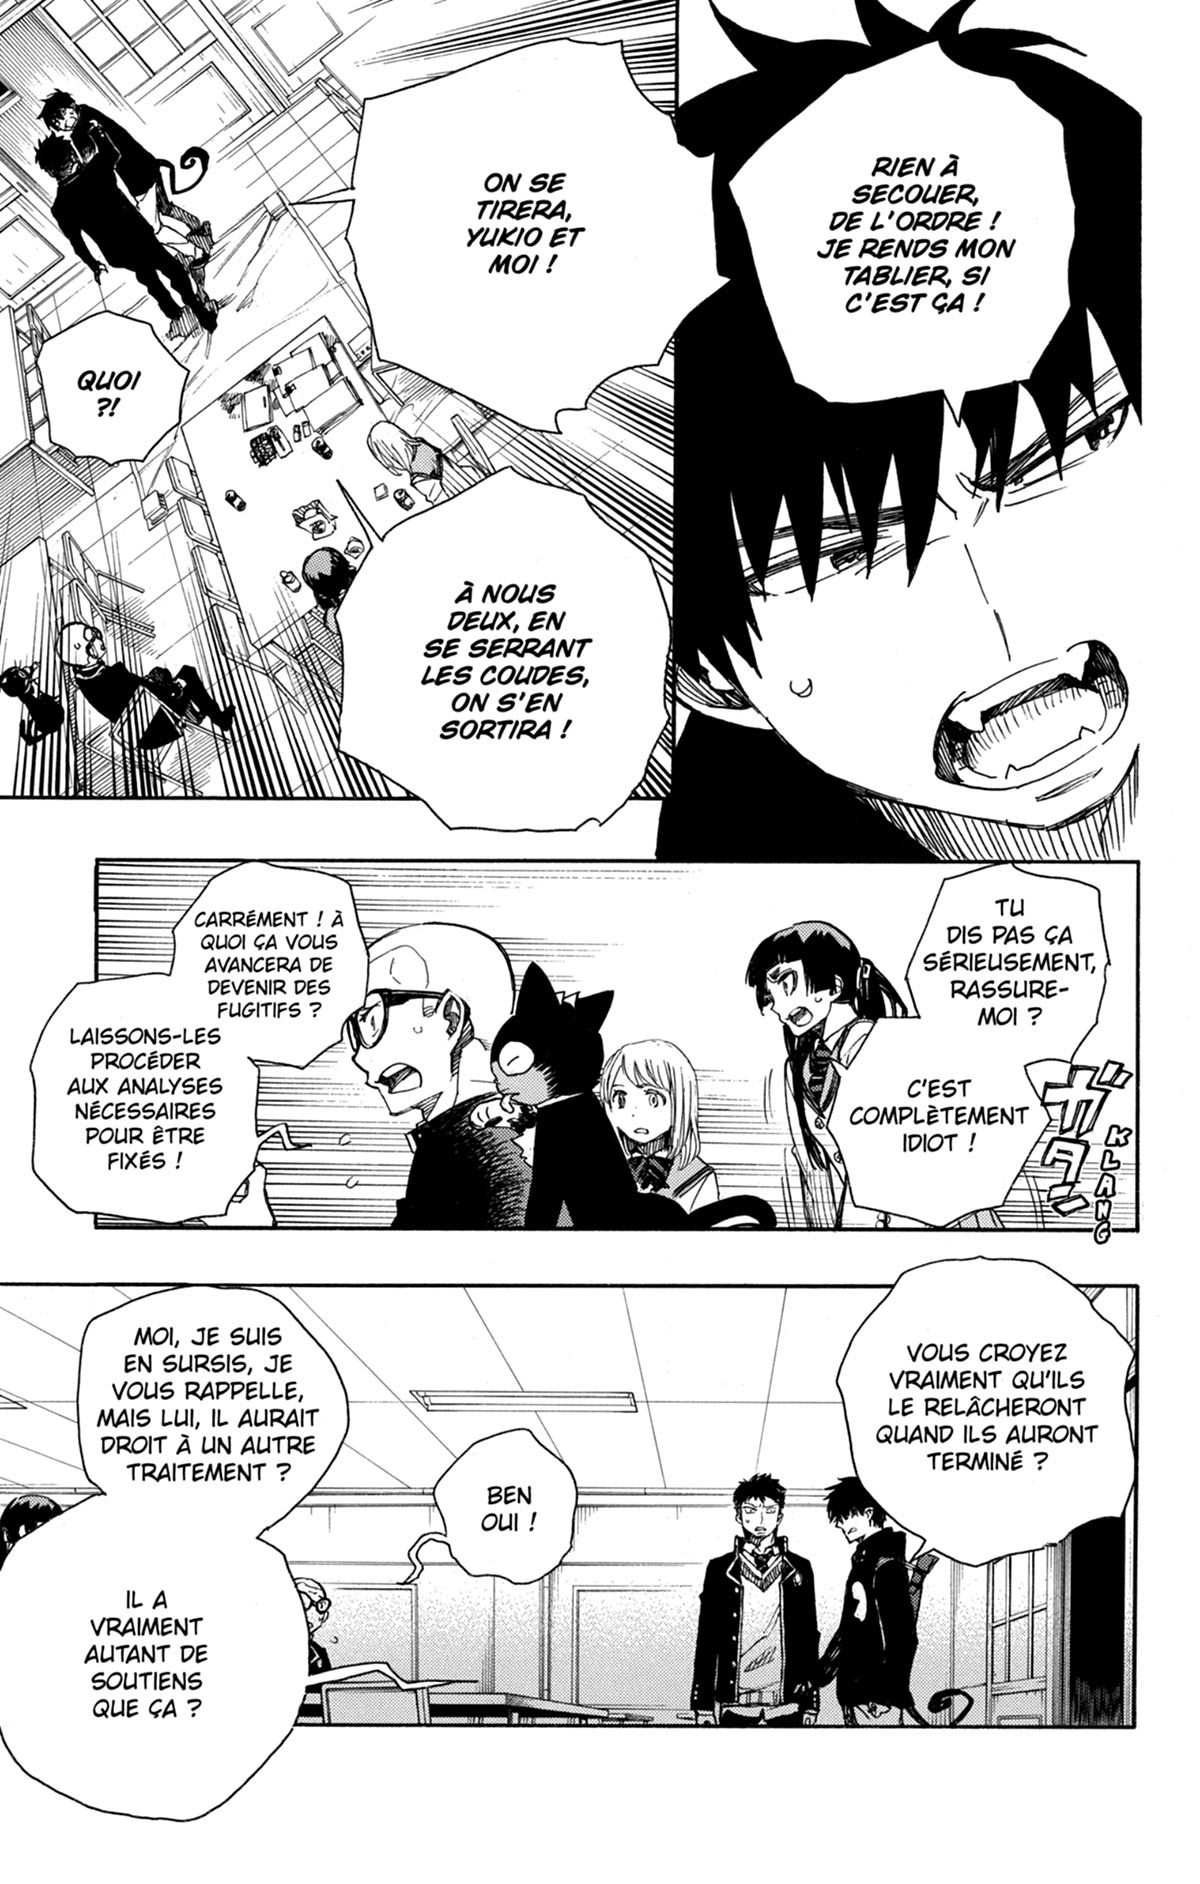 RIEN À
SECOUER,
DE L'ORDRE !
JE RENDS MON
TABLIER, SI
C'EST ÇA !
ON SE
TIRERA,
YUKIO ET
MOI !
QUOI
?!
À NOUS
DEUX, EN
SE SERRANT
LES COUDES,
ON S'EN
SORTIRA !
TU
DIS PAS ÇA
SÉRIEUSEMENT,
RASSURE-
MOI ?
C'EST
COMPLÈTEMENT
IDIOT !
ガタン
KLANG
CARRÉMENT ! À
QUOI ÇA VOUS
AVANCERA DE
DEVENIR DES
FUGITIFS ?
LAISSONS-LES
PROCÉDER
AUX ANALYSES
NÉCESSAIRES
POUR ÊTRE
FIXÉS !
VOUS CROYEZ
VRAIMENT QU'ILS
LE RELÂCHERONT
QUAND ILS AURONT
TERMINÉ ?
BEN
OUI !
MOI, JE SUIS
EN SURSIS, JE
VOUS RAPPELLE,
MAIS LUI, IL AURAIT
DROIT À UN AUTRE
TRAITEMENT ?
IL A
VRAIMENT
AUTANT DE
SOUTIENS
QUE ÇA ?